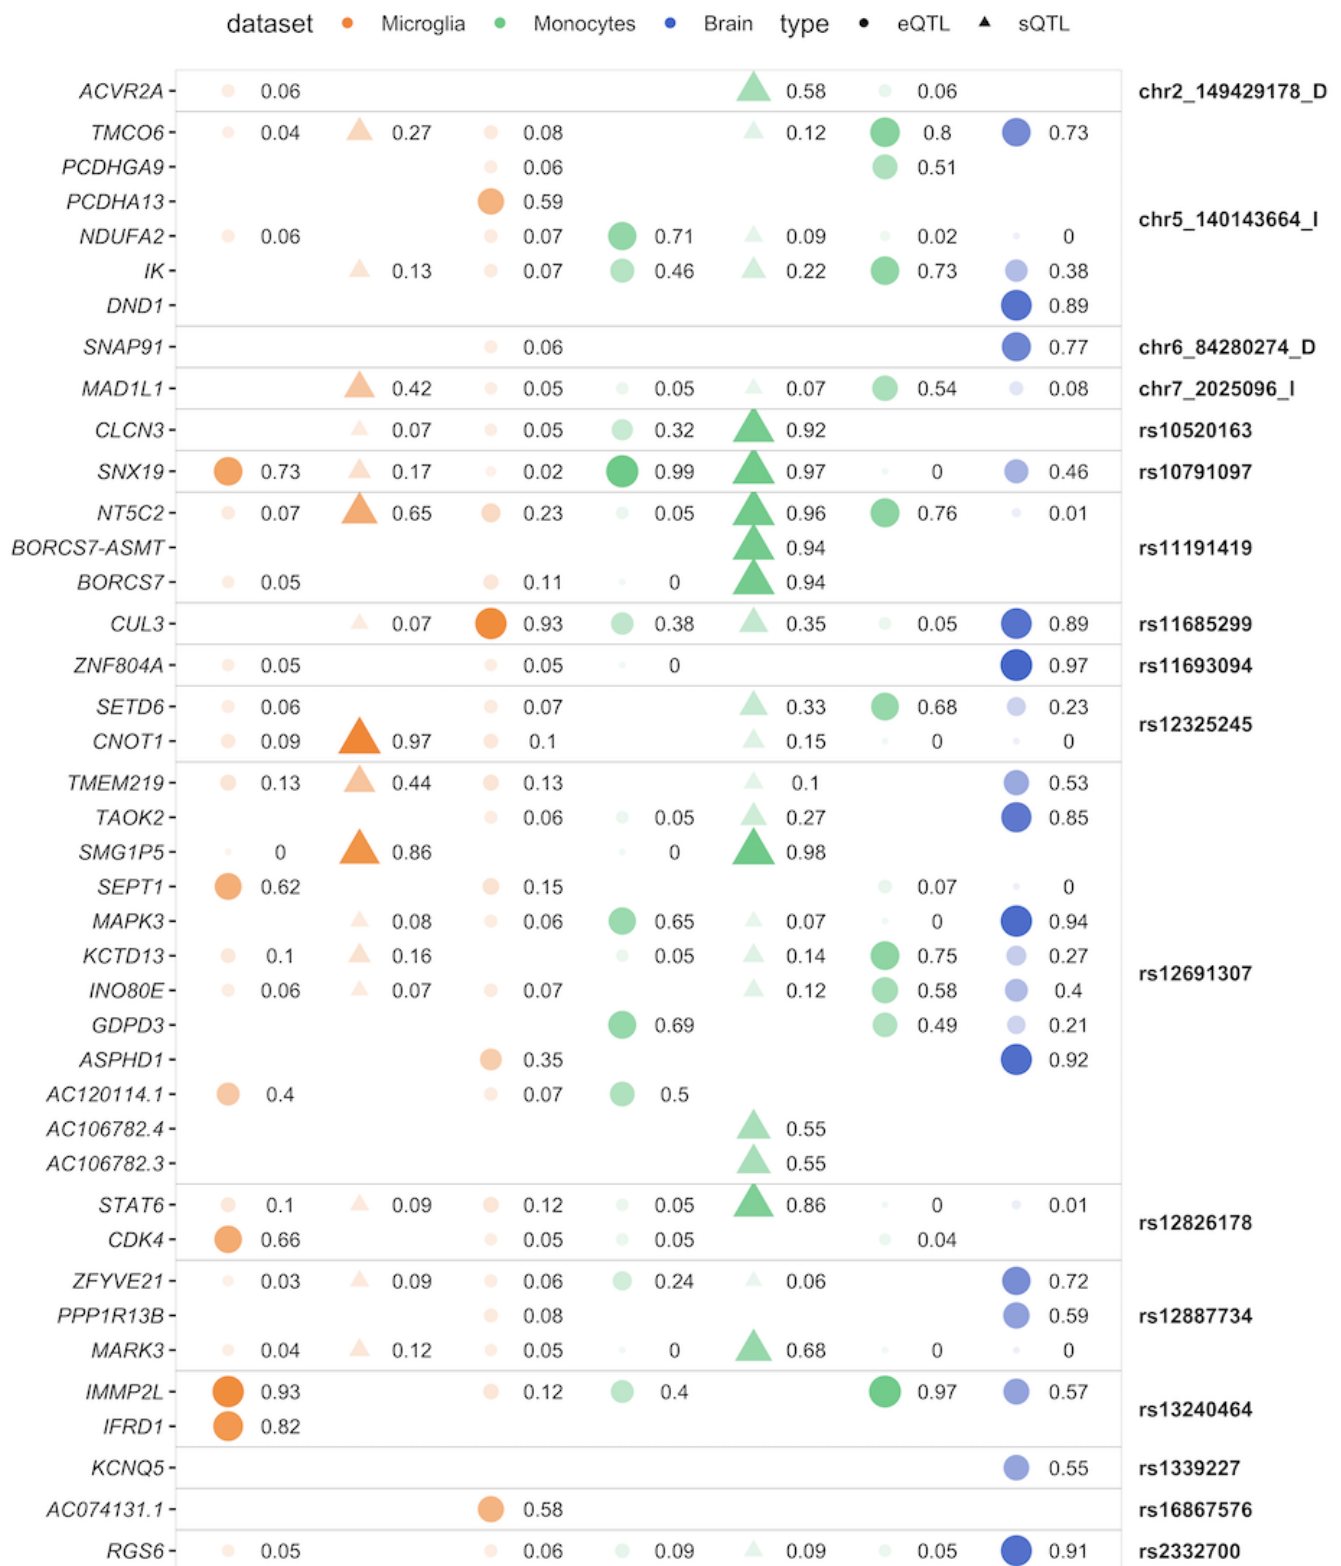 dataset Microglia Monocytes Brain type eQTL sQTL
ACVR2A 0.06 0.58 0.06 chr2_149429178_D
TMCO6 0.04 0.27 0.08 0.12 0.8 0.73
PCDHGA9 0.06 0.51
PCDHA13 0.59
chr5_140143664_I
NDUFA2 0.06 0.07 0.71 0.09 0.02 0
IK 0.13 0.07 0.46 0.22 0.73 0.38
DND1 0.89
SNAP91 0.06 0.77 chr6_84280274_D
MAD1L1 0.42 0.05 0.05 0.07 0.54 0.08 chr7_2025096_I
CLCN3 0.07 0.05 0.32 0.92 rs10520163
SNX19 0.73 0.17 0.02 0.99 0.97 0 0.46 rs10791097
NT5C2 0.07 0.65 0.23 0.05 0.96 0.76 0.01
BORCS7-ASMT 0.94 rs11191419
BORCS7 0.05 0.11 0 0.94
CUL3 0.07 0.93 0.38 0.35 0.05 0.89 rs11685299
ZNF804A 0.05 0.05 0 0.97 rs11693094
SETD6 0.06 0.07 0.33 0.68 0.23
rs12325245
CNOT1 0.09 0.97 0.1 0.15 0 0
TMEM219 0.13 0.44 0.13 0.1 0.53
TAOK2 0.06 0.05 0.27 0.85
SMG1P5 0 0.86 0 0.98
SEPT1 0.62 0.15 0.07 0
MAPK3 0.08 0.06 0.65 0.07 0 0.94
KCTD13 0.1 0.16 0.05 0.14 0.75 0.27
rs12691307
INO80E 0.06 0.07 0.07 0.12 0.58 0.4
GDPD3 0.69 0.49 0.21
ASPHD1 0.35 0.92
AC120114.1 0.4 0.07 0.5
AC106782.4 0.55
AC106782.3 0.55
STAT6 0.1 0.09 0.12 0.05 0.86 0 0.01
rs12826178
CDK4 0.66 0.05 0.05 0.04
ZFYVE21 0.03 0.09 0.06 0.24 0.06 0.72
PPP1R13B 0.08 0.59 rs12887734
MARK3 0.04 0.12 0.05 0 0.68 0 0
IMMP2L 0.93 0.12 0.4 0.97 0.57
rs13240464
IFRD1 0.82
KCNQ5 0.55 rs1339227
AC074131.1 0.58 rs16867576
RGS6 0.05 0.06 0.09 0.09 0.05 0.91 rs2332700